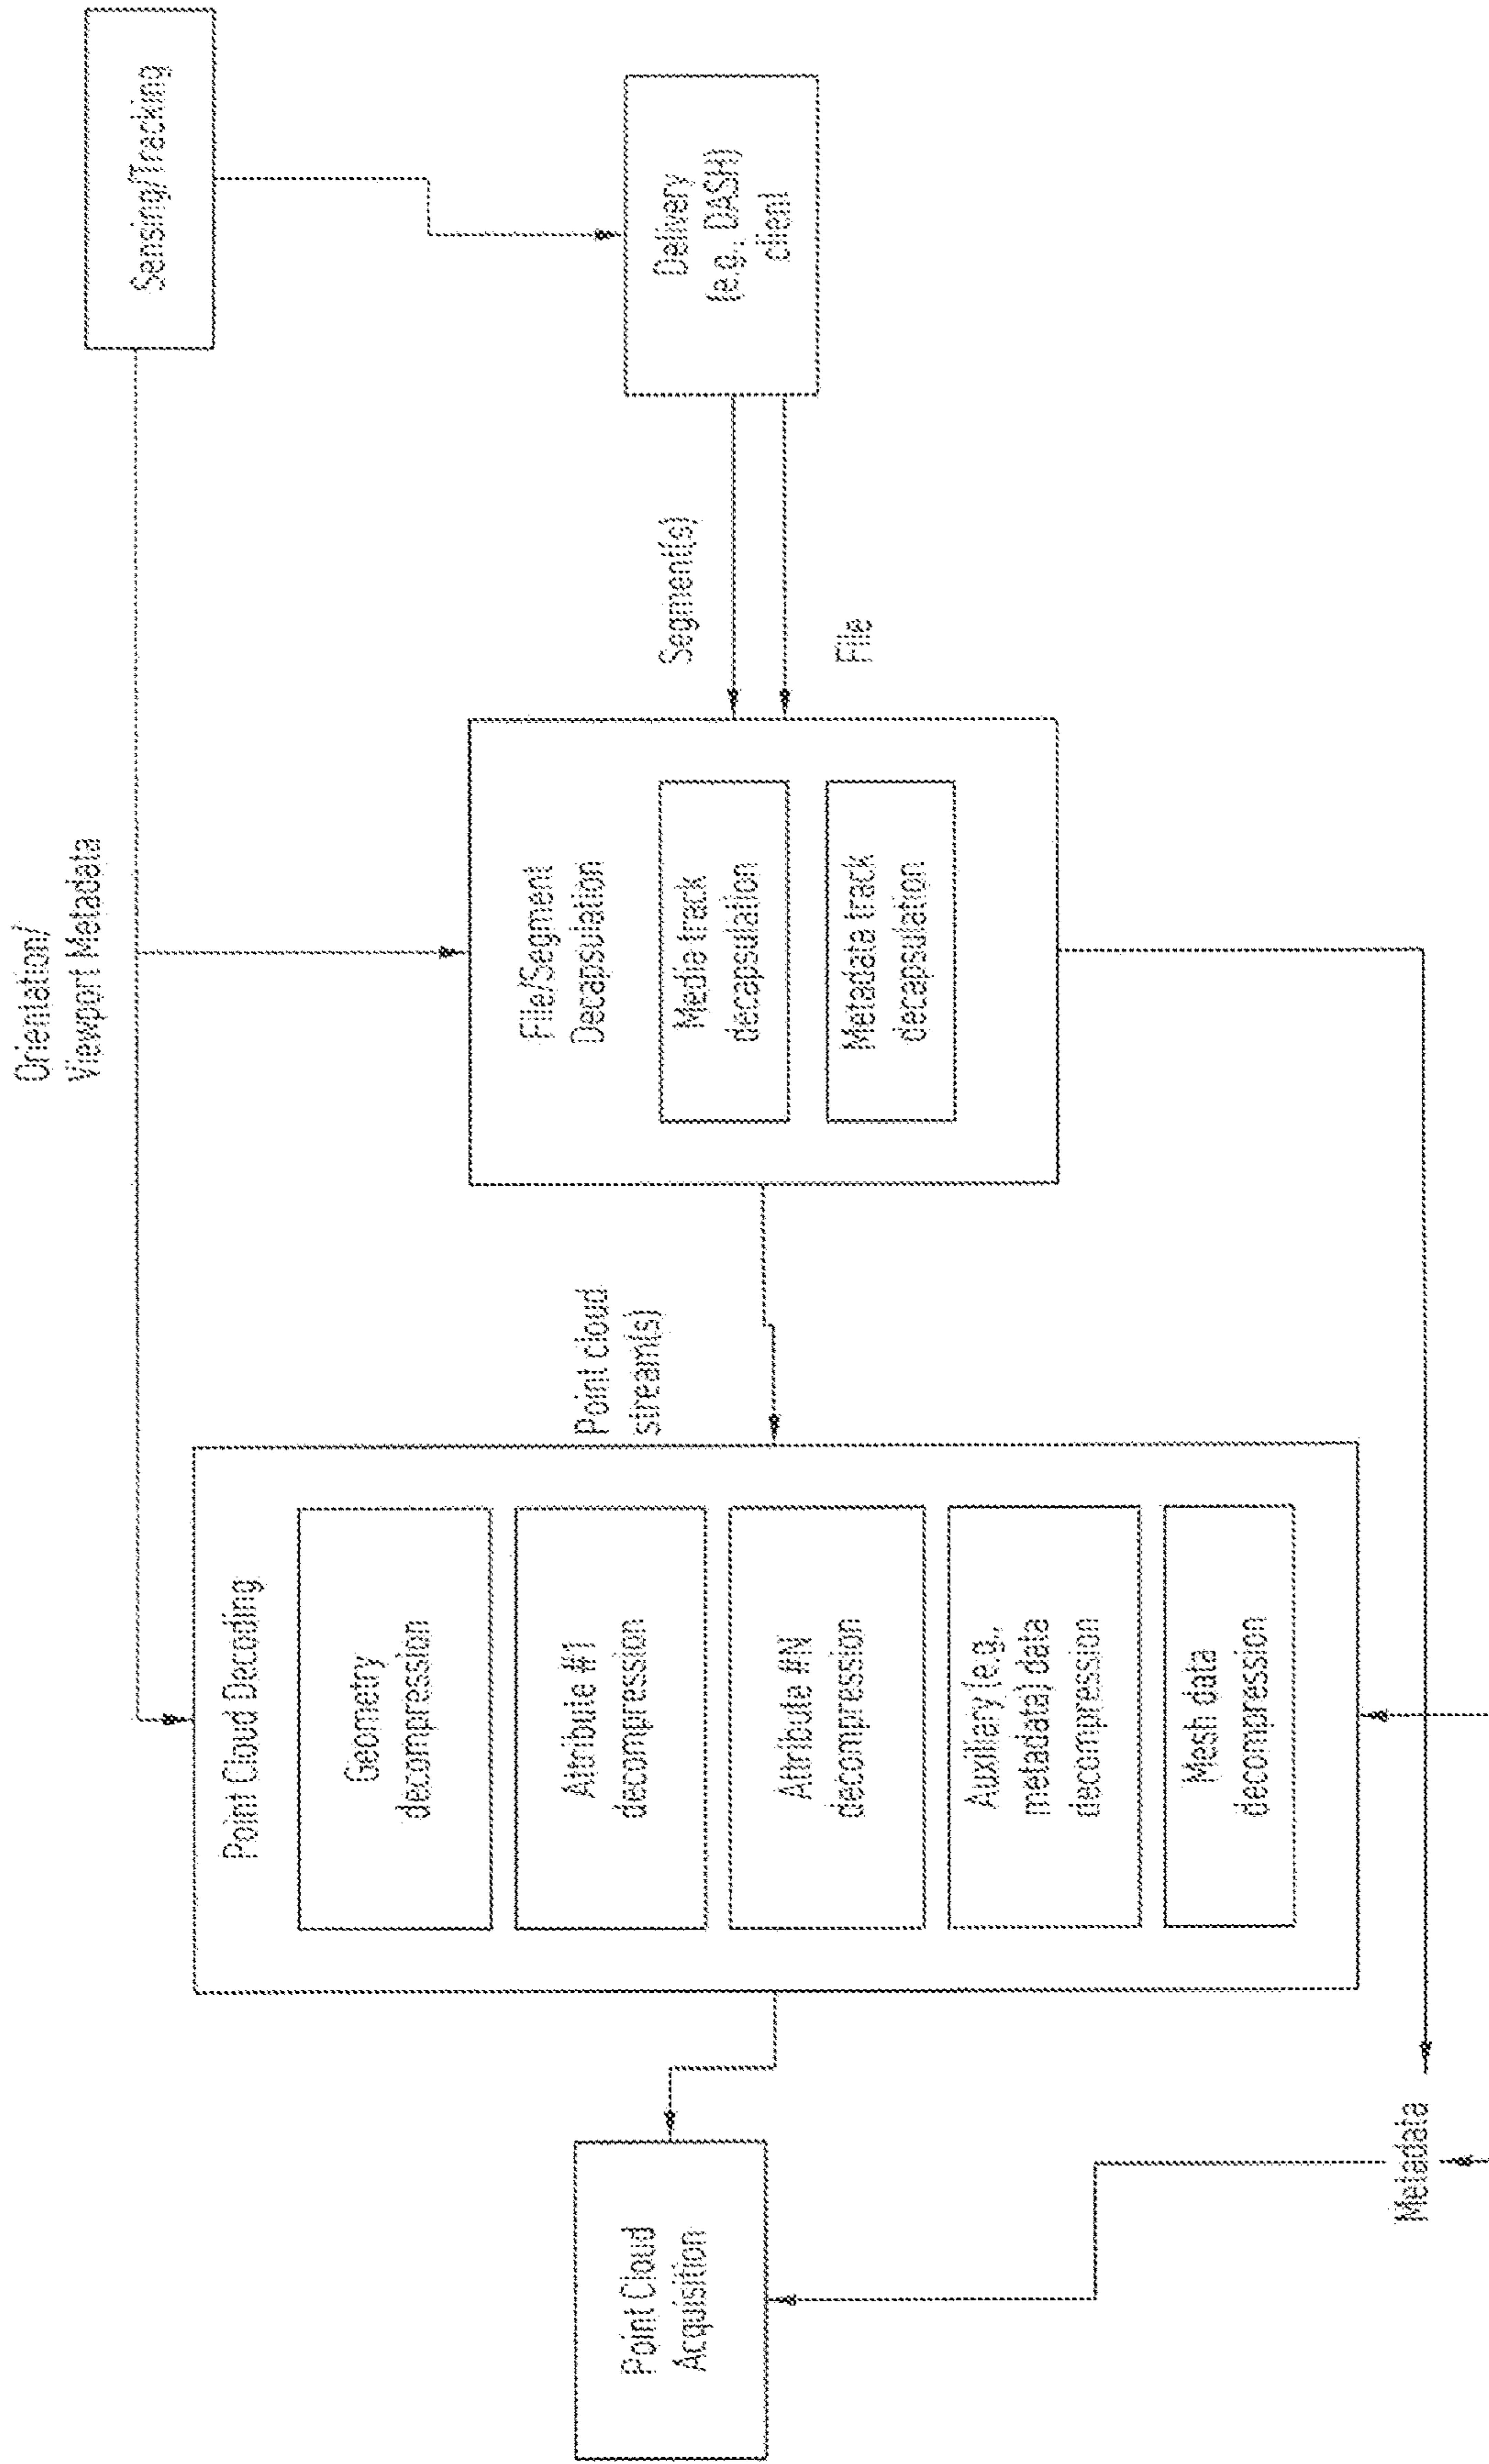 Orientation/
Viewport Metadata
Sensing/Tracking
Point Cloud Decoding
Geometry
decompression
Attribute #1
decompression
Attribute #N
decompression
Auxiliary (e.g.,
metadata) data
decompression
Mesh data
decompression
Point cloud
stream(s)
File/Segment
Decapsulation
Media track
decapsulation
Metadata track
decapsulation
Segment(s)
File
Delivery
(e.g., DASH)
client
Point Cloud
Acquisition
Metadata